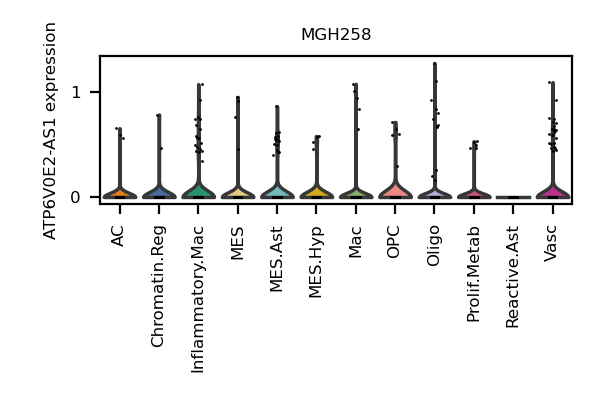 MGH258
ATP6V0E2-AS1 expression
1
0
AC
Chromatin.Reg
Inflammatory.Mac
MES
MES.Ast
MES.Hyp
Mac
OPC
Oligo
Prolif.Metab
Reactive.Ast
Vasc